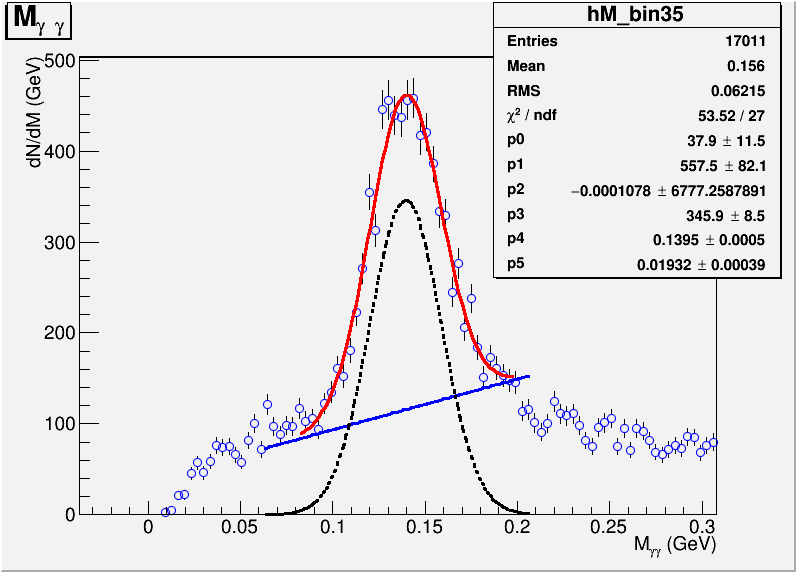 M γ γ
hM_bin35
Entries 17011
Mean 0.156
RMS 0.06215
χ² / ndf 53.52 / 27
p0 37.9 ± 11.5
p1 557.5 ± 82.1
p2 −0.0001078 ± 6777.2587891
p3 345.9 ± 8.5
p4 0.1395 ± 0.0005
p5 0.01932 ± 0.00039
dN/dM (GeV)
500
400
300
200
100
0
0 0.05 0.1 0.15 0.2 0.25 0.3
Mγγ (GeV)